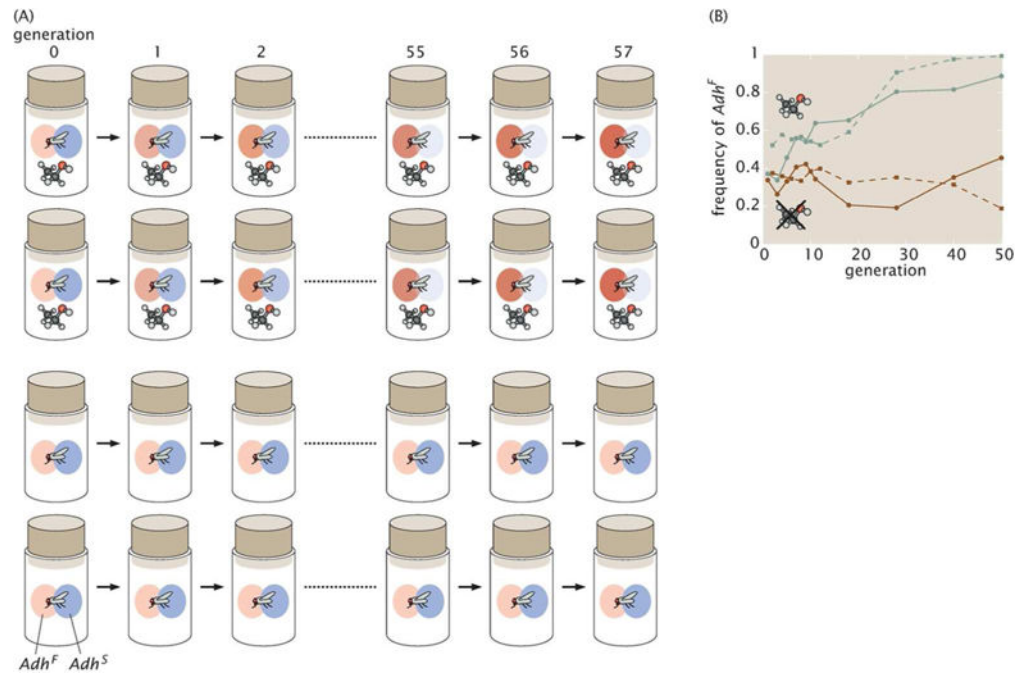 (A)
generation
0 1 2 55 56 57
Adh^F Adh^S
(B)
1
0.8
0.6
0.4
0.2
0
frequency of Adh^F
0 10 20 30 40 50
generation